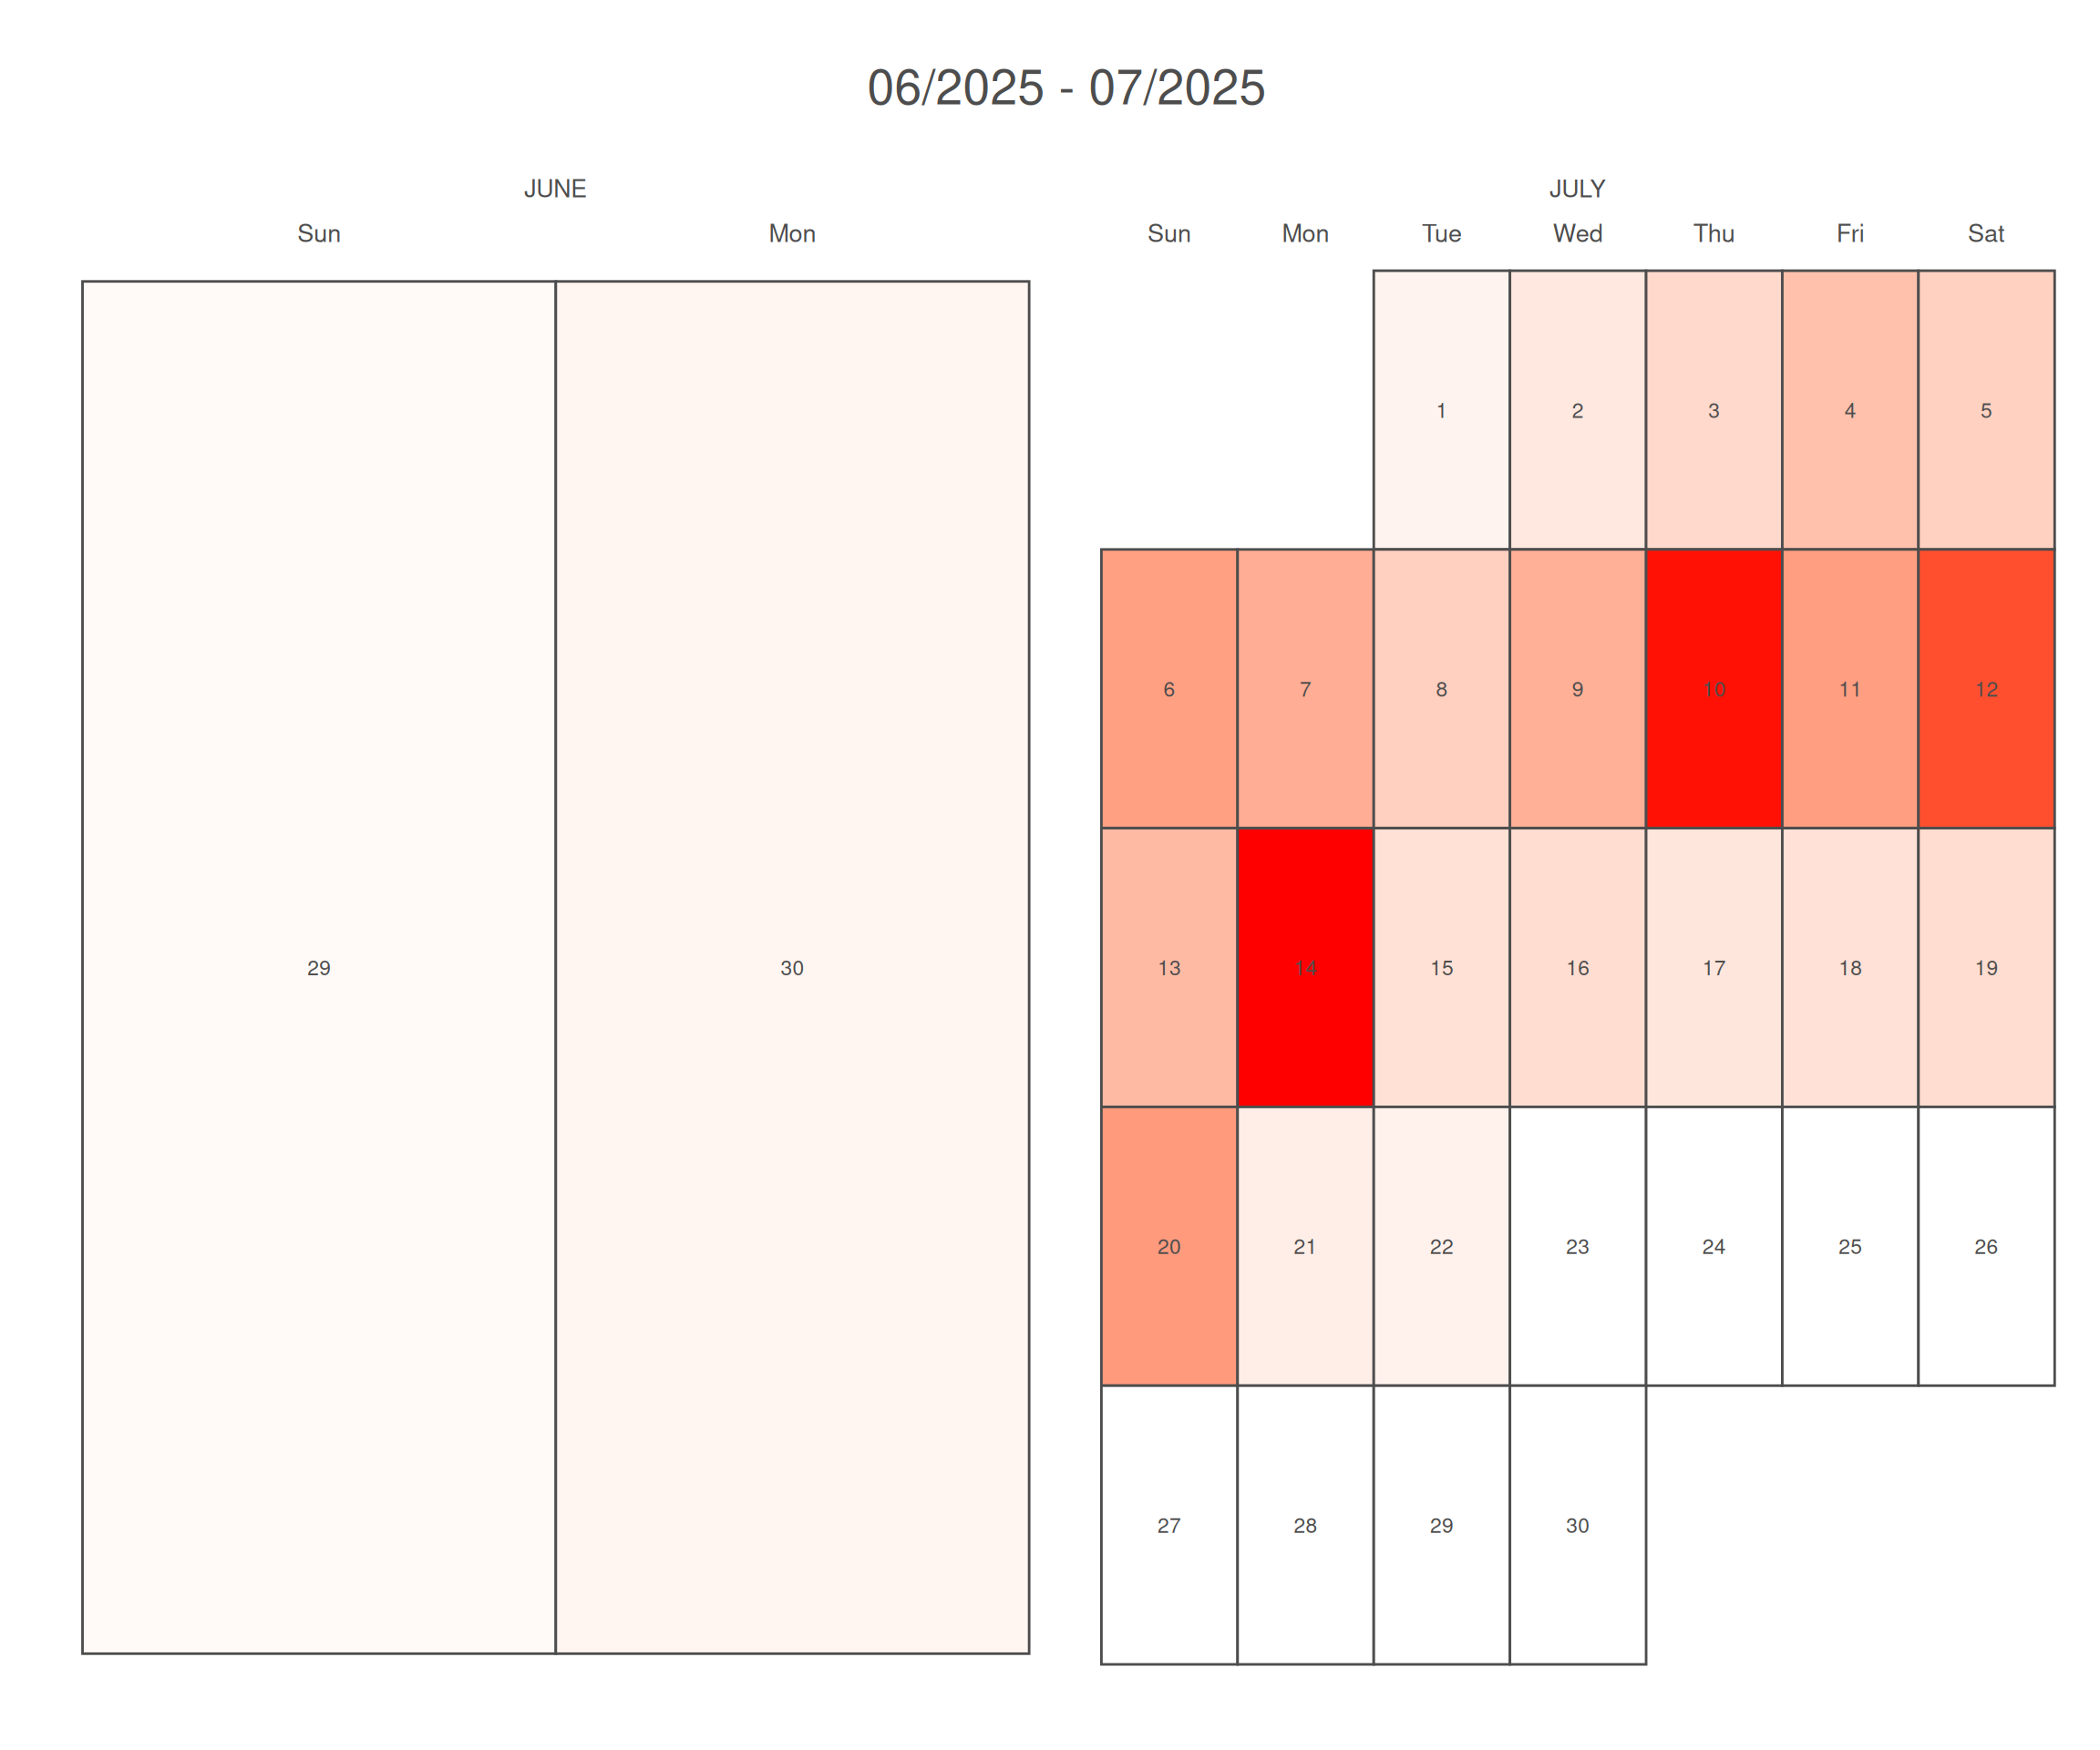 06/2025 - 07/2025
JUNE
Sun Mon
29 30
JULY
Sun Mon Tue Wed Thu Fri Sat
1 2 3 4 5
6 7 8 9 10 11 12
13 14 15 16 17 18 19
20 21 22 23 24 25 26
27 28 29 30